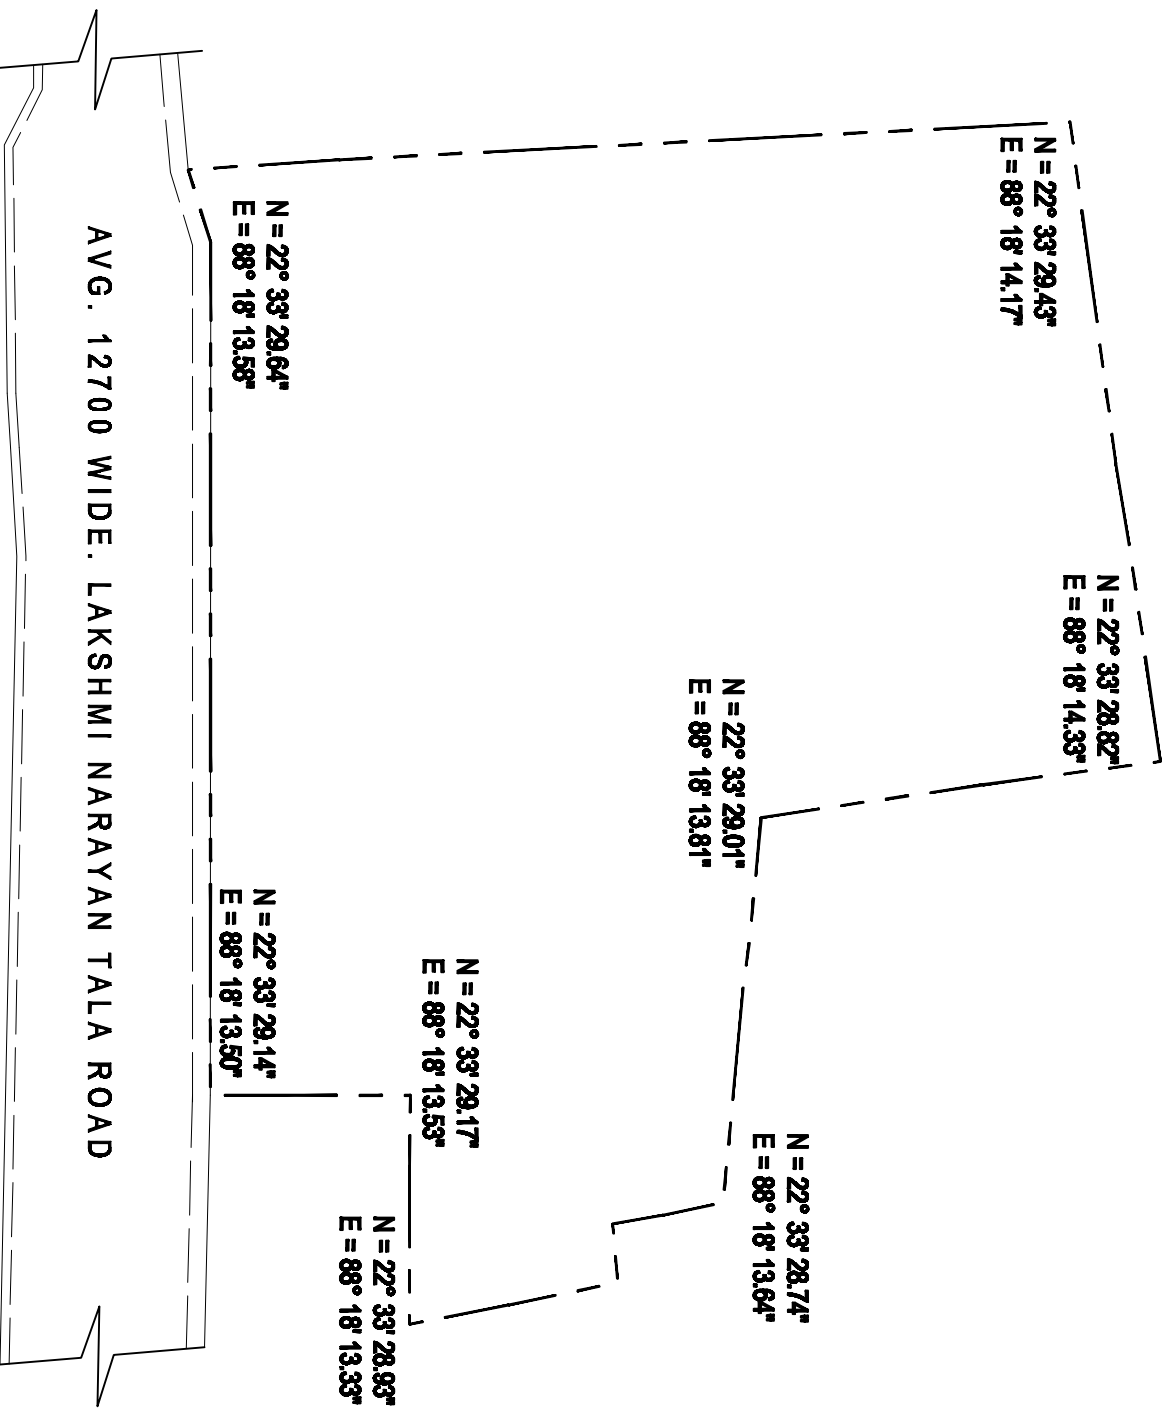 N = 22° 33' 29.43"
E = 88° 18' 14.17"
N = 22° 33' 28.82"
E = 88° 18' 14.33"
N = 22° 33' 29.01"
E = 88° 18' 13.81"
N = 22° 33' 28.74"
E = 88° 18' 13.64"
N = 22° 33' 29.17"
E = 88° 18' 13.53"
N = 22° 33' 28.93"
E = 88° 18' 13.33"
N = 22° 33' 29.64"
E = 88° 18' 13.58"
N = 22° 33' 29.14"
E = 88° 18' 13.50"
AVG. 12700 WIDE. LAKSHMI NARAYAN TALA ROAD